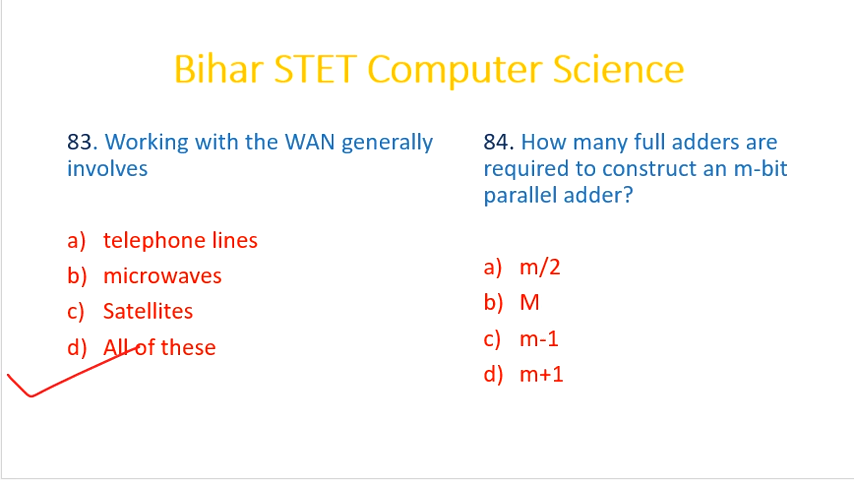 Bihar STET Computer Science
83. Working with the WAN generally
involves
a) telephone lines
b) microwaves
c) Satellites
d) All of these
84. How many full adders are
required to construct an m-bit
parallel adder?
a) m/2
b) M
c) m-1
d) m+1